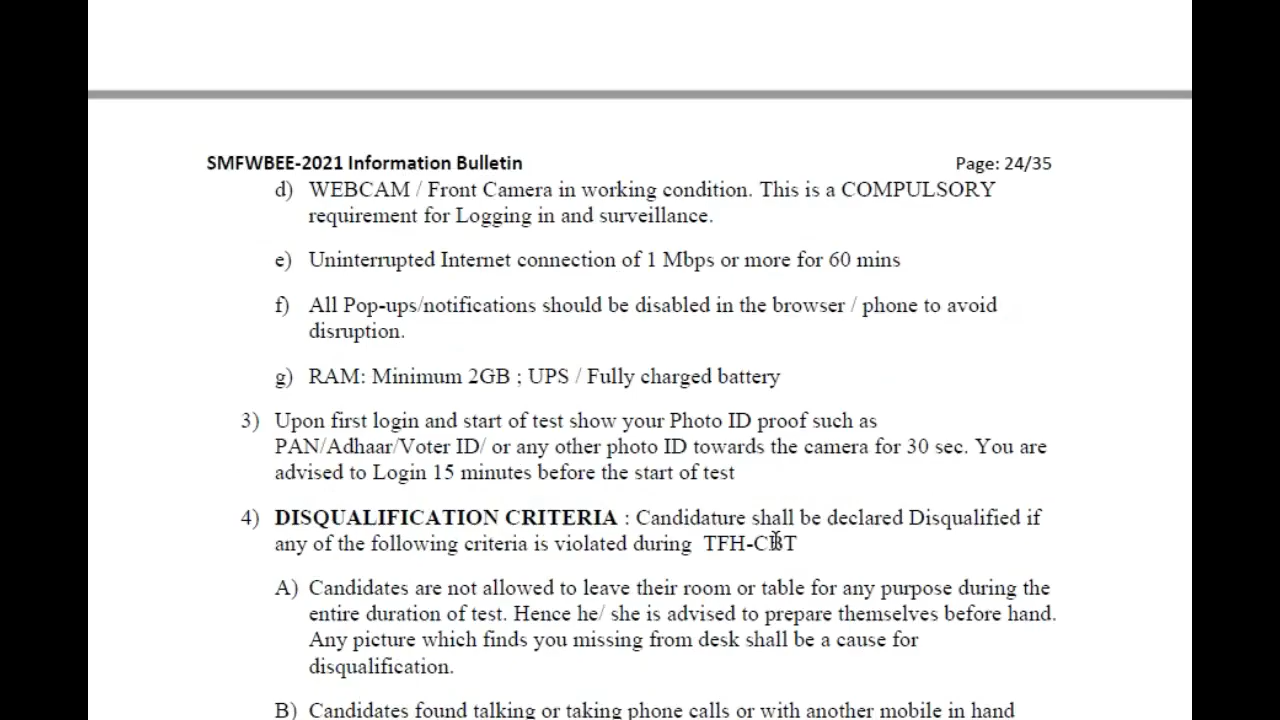 SMFWBEE-2021 Information Bulletin Page: 24/35
d) WEBCAM / Front Camera in working condition. This is a COMPULSORY
requirement for Logging in and surveillance.
e) Uninterrupted Internet connection of 1 Mbps or more for 60 mins
f) All Pop-ups/notifications should be disabled in the browser / phone to avoid
disruption.
g) RAM: Minimum 2GB ; UPS / Fully charged battery
3) Upon first login and start of test show your Photo ID proof such as
PAN/Adhaar/Voter ID/ or any other photo ID towards the camera for 30 sec. You are
advised to Login 15 minutes before the start of test
4) DISQUALIFICATION CRITERIA : Candidature shall be declared Disqualified if
any of the following criteria is violated during TFH-CBT
A) Candidates are not allowed to leave their room or table for any purpose during the
entire duration of test. Hence he/ she is advised to prepare themselves before hand.
Any picture which finds you missing from desk shall be a cause for
disqualification.
B) Candidates found talking or taking phone calls or with another mobile in hand